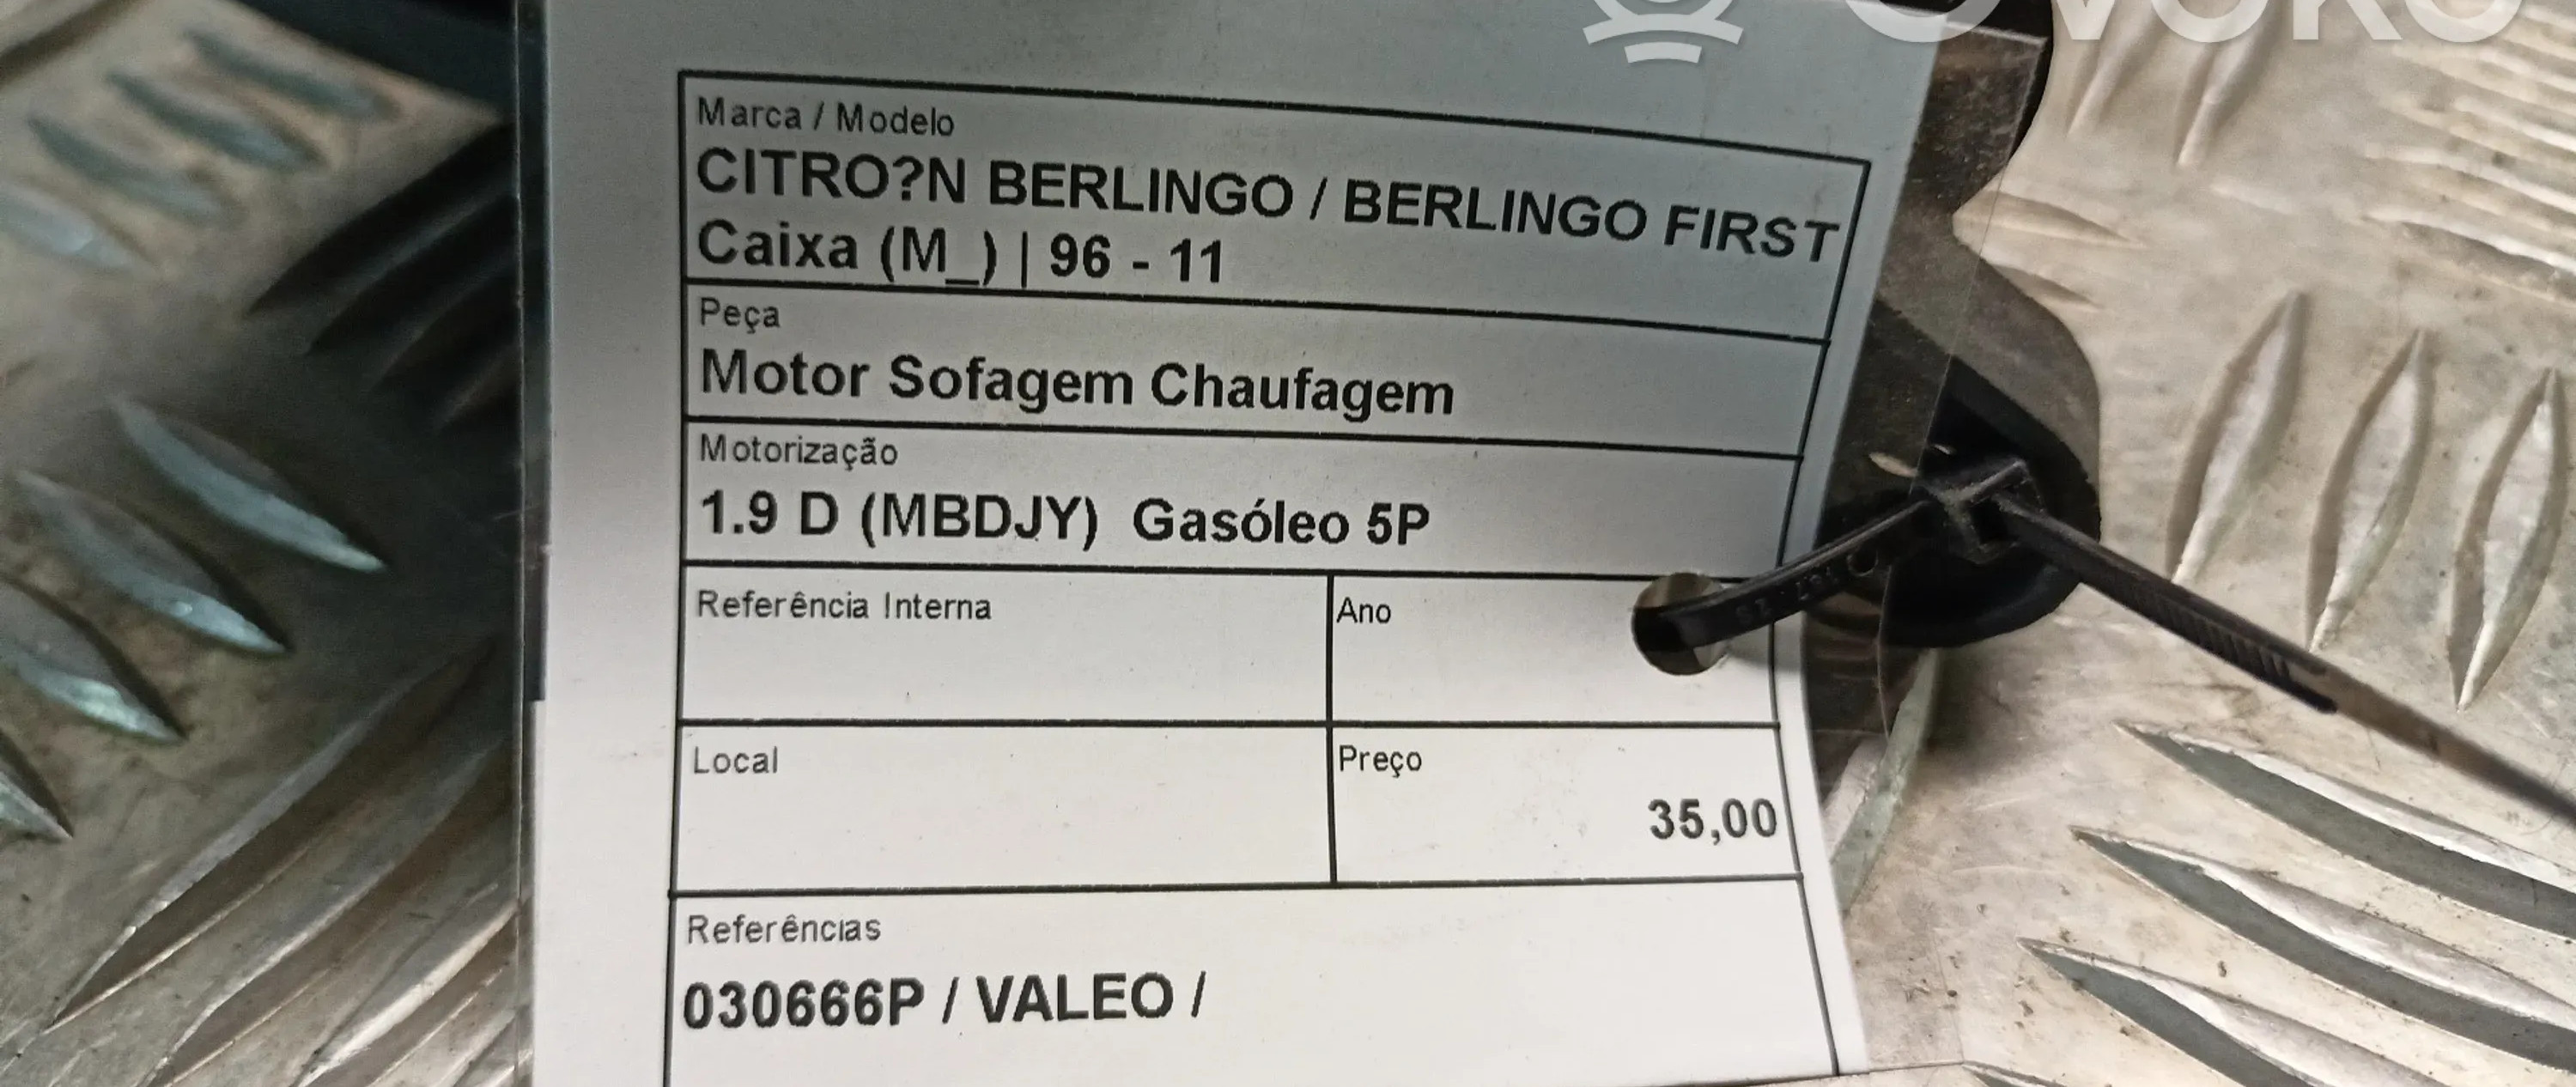 Marca / Modelo
CITRO?N BERLINGO / BERLINGO FIRST
Caixa (M_) | 96 - 11
Peça
Motor Sofagem Chaufagem
Motorização
1.9 D (MBDJY) Gasóleo 5P
Referência Interna
Ano
Local
Preço
35,00
Referências
030666P / VALEO /